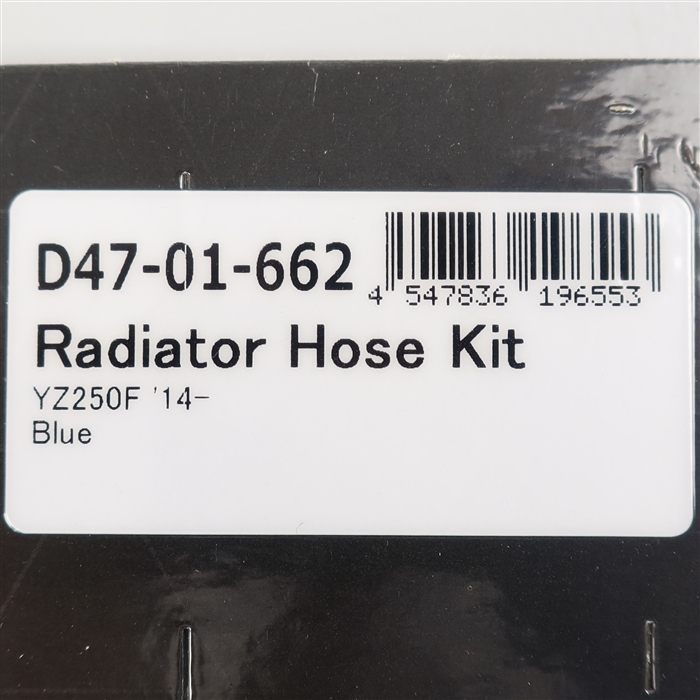 D47-01-662
4 547836 196553
Radiator Hose Kit
YZ250F '14-
Blue